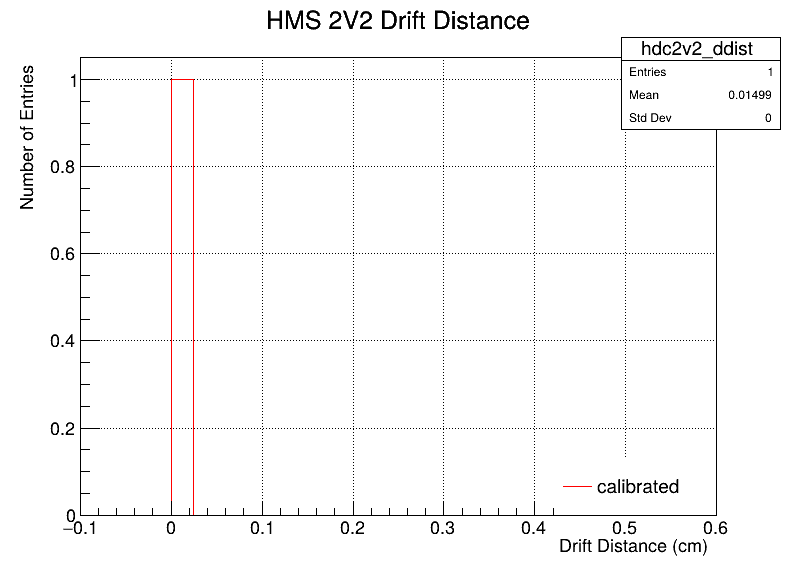 HMS 2V2 Drift Distance
hdc2v2_ddist
Entries 1
Mean 0.01499
Std Dev 0
Number of Entries
1
0.8
0.6
0.4
0.2
0
−0.1 0 0.1 0.2 0.3 0.4 0.5 0.6
calibrated
Drift Distance (cm)